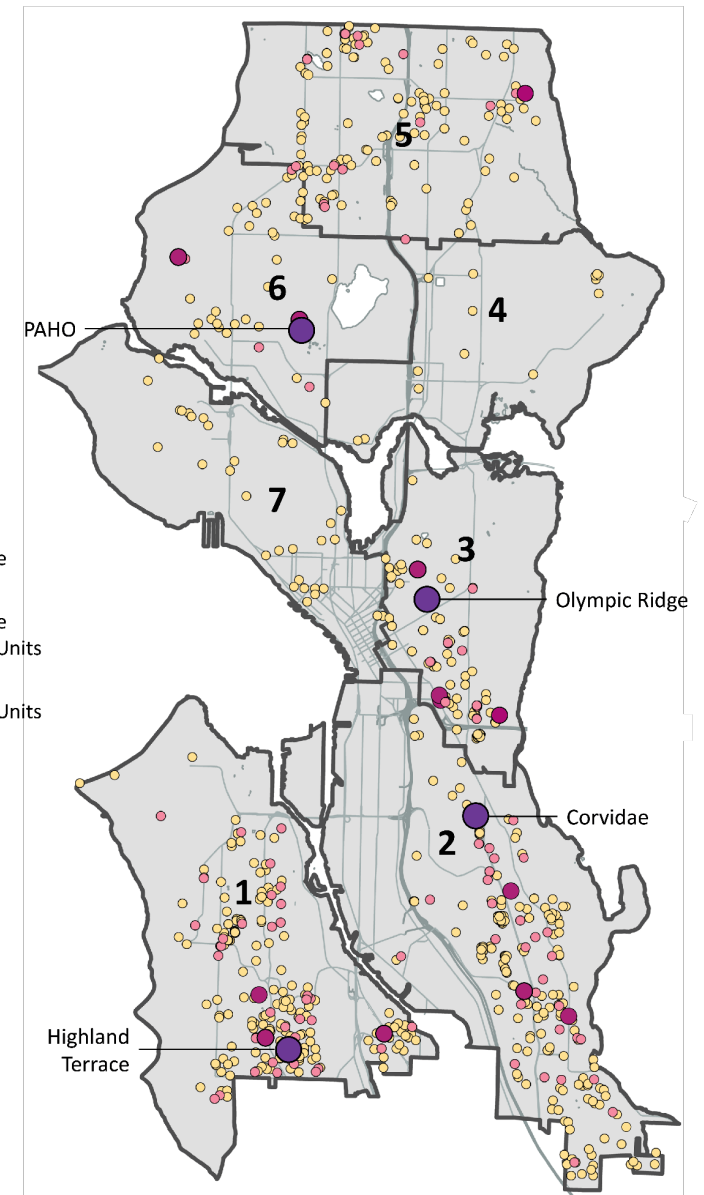 5
6
4
PAHO
7
e
3
Olympic Ridge
e
Units
Units
Corvidae
2
1
Highland
Terrace